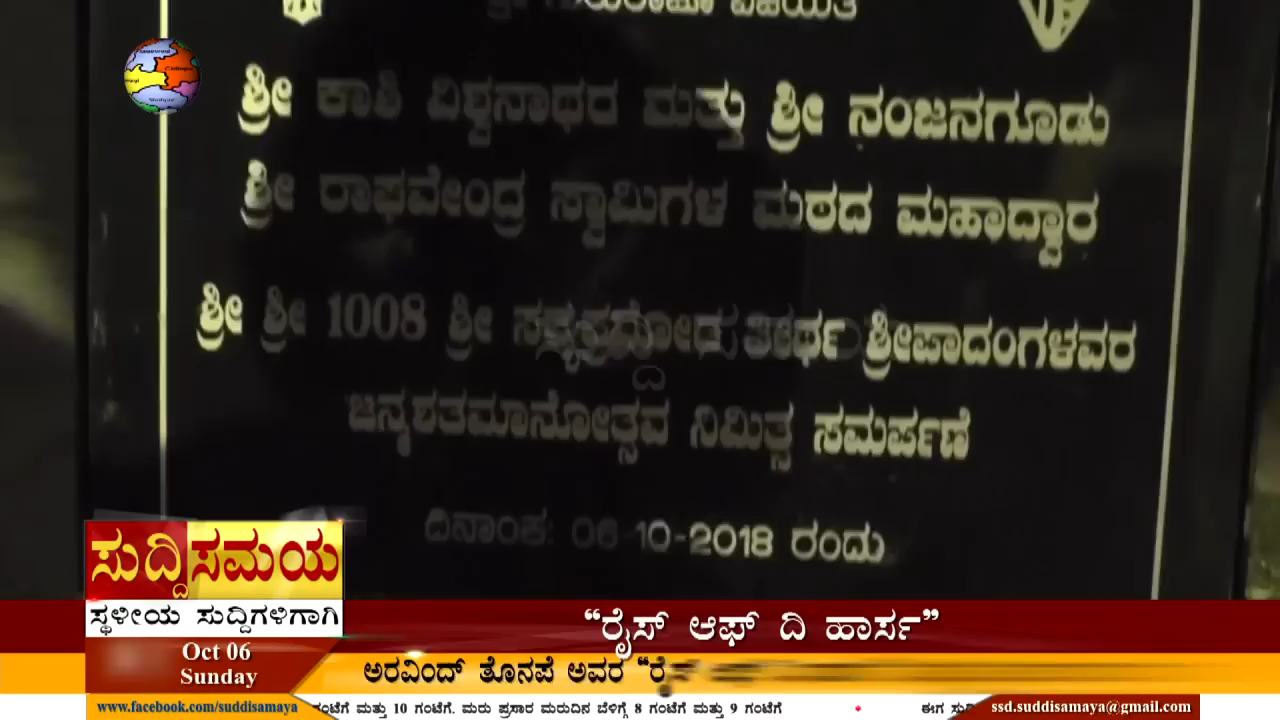 ಶ್ರೀ ಕಾಶಿ ವಿಶ್ವನಾಥರ ಮತ್ತು ಶ್ರೀ ನಂಜನಗೂಡು
ಶ್ರೀ ರಾಘವೇಂದ್ರ ಸ್ವಾಮಿಗಳ ಮಠದ ಮಹಾದ್ವಾರ
ಶ್ರೀ ಶ್ರೀ 1008 ಶ್ರೀ ತೀರ್ಥ ಶ್ರೀಪಾದಂಗಳವರ
ಜನ್ಮಶತಮಾನೋತ್ಸವ ನಿಮಿತ್ತ ಸಮರ್ಪಣೆ
ದಿನಾಂಕ: 06-10-2018 ರಂದು
ಸುದ್ದಿಸಮಯ
ಸ್ಥಳೀಯ ಸುದ್ದಿಗಳಿಗಾಗಿ
Oct 06
Sunday
“ರೈಸ್ ಆಫ್ ದಿ ಹಾರ್ಸ”
ಅರವಿಂದ್ ತೊನಪೆ ಅವರ “ರೈಸ್
www.facebook.com/suddisamaya
ಗಂಟೆಗೆ ಮತ್ತು 10 ಗಂಟೆಗೆ. ಮರು ಪ್ರಸಾರ ಮರುದಿನ ಬೆಳಿಗ್ಗೆ 8 ಗಂಟೆಗೆ ಮತ್ತು 9 ಗಂಟೆಗೆ
ಈಗ
ssd.suddisamaya@gmail.com